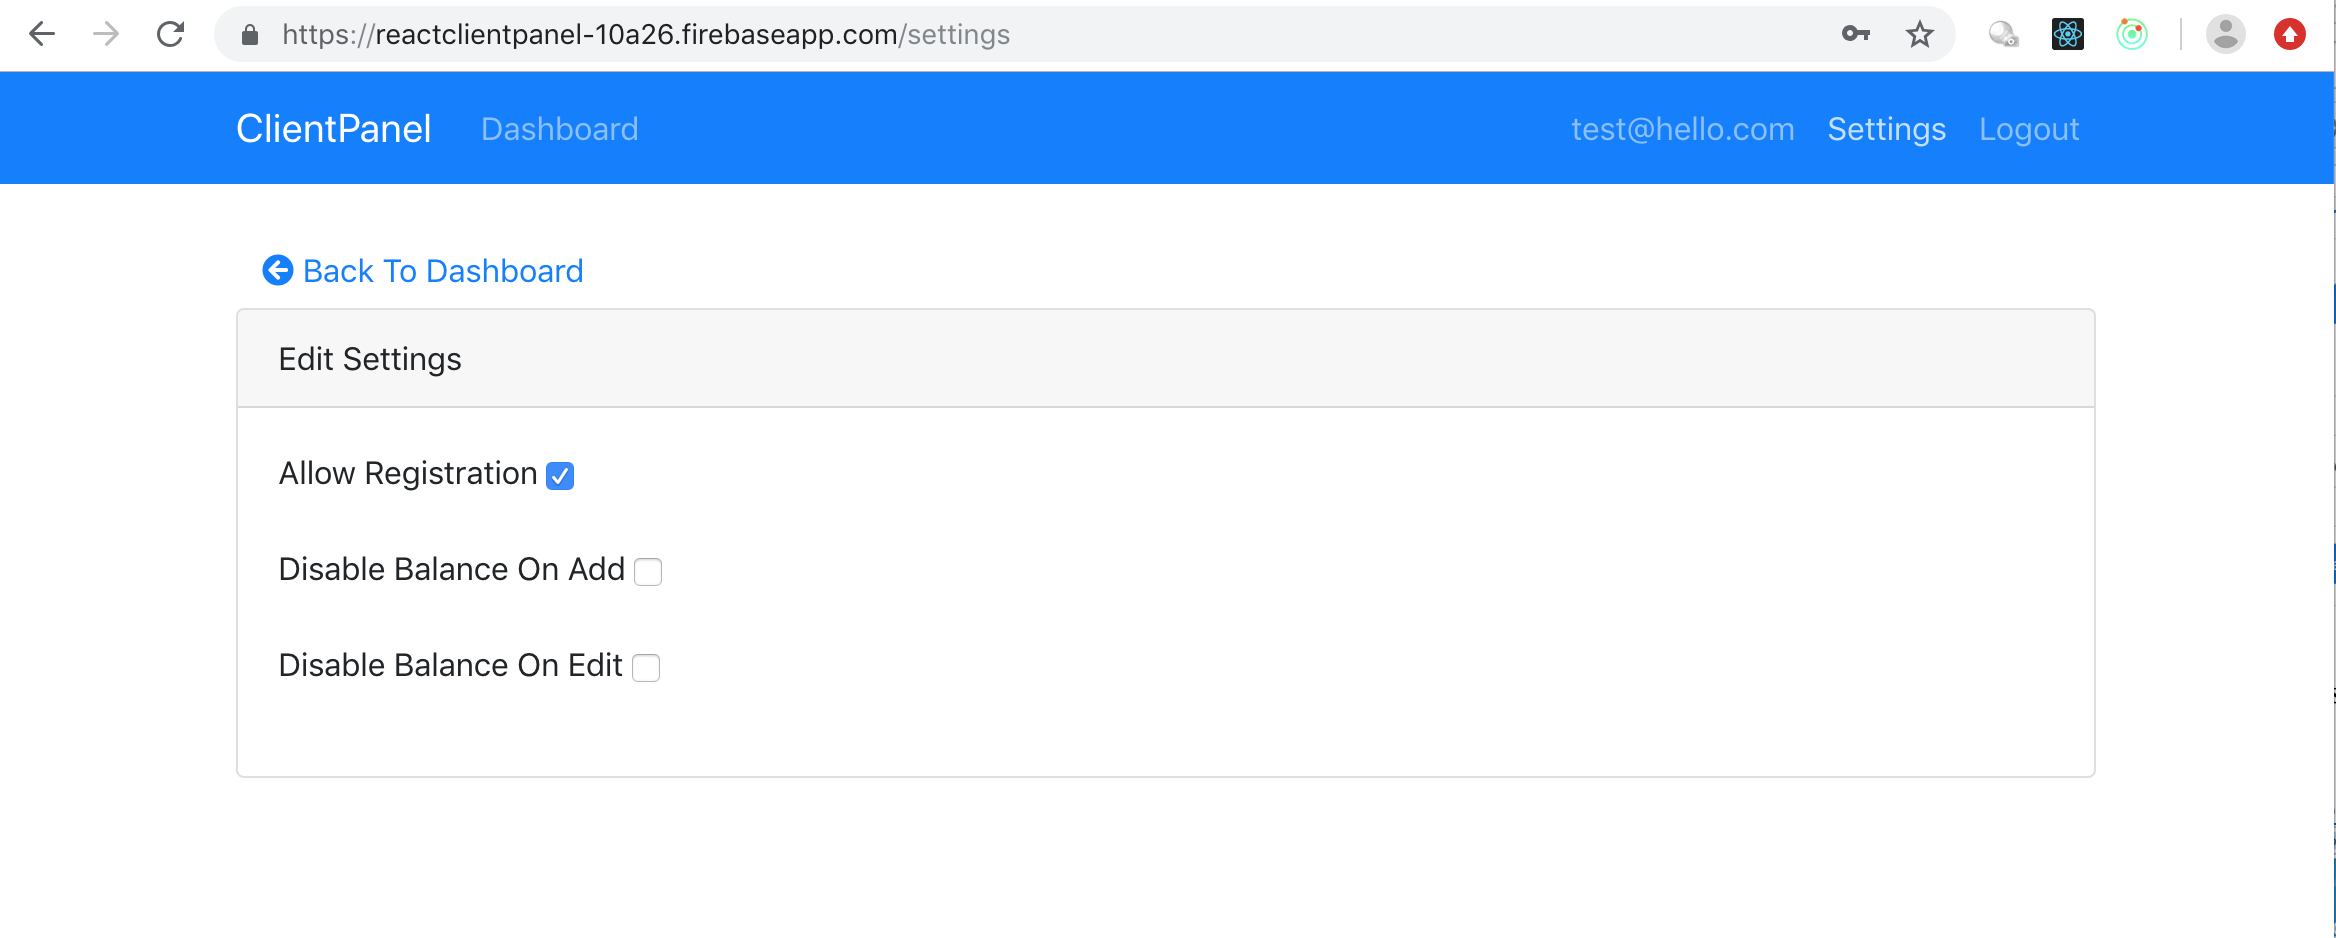 https://reactclientpanel-10a26.firebaseapp.com/settings
ClientPanel Dashboard test@hello.com Settings Logout
Back To Dashboard
Edit Settings
Allow Registration
Disable Balance On Add
Disable Balance On Edit